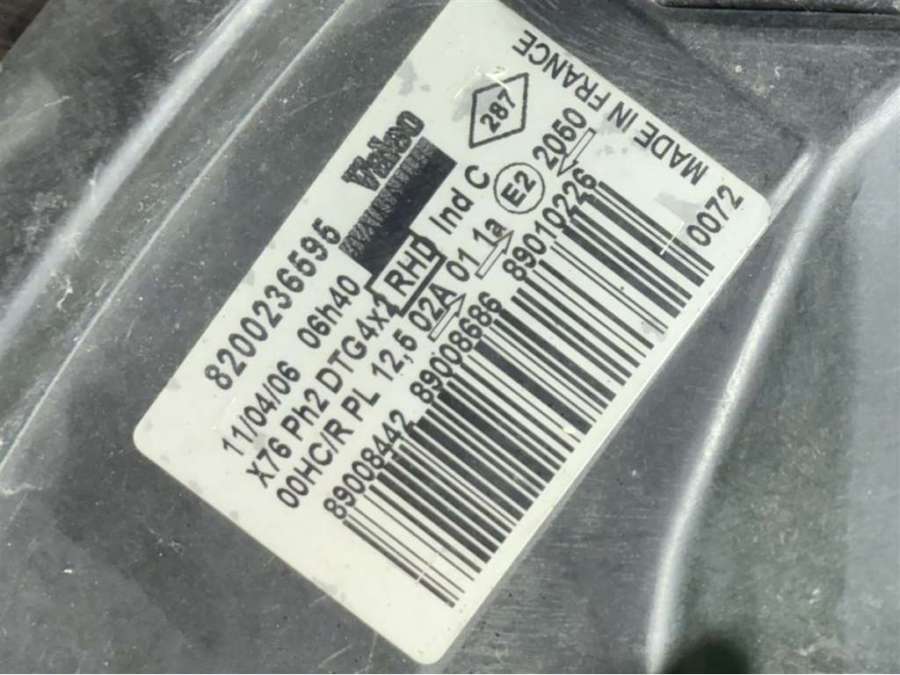 8200236595 Valeo 287
11/04/06 06h40
X76 Ph2 DTG4x2 RHD Ind C
00HC/R PL 12,5 02A 01 1a E2 2050
89008442 89008686 89010226
MADE IN FRANCE
0072